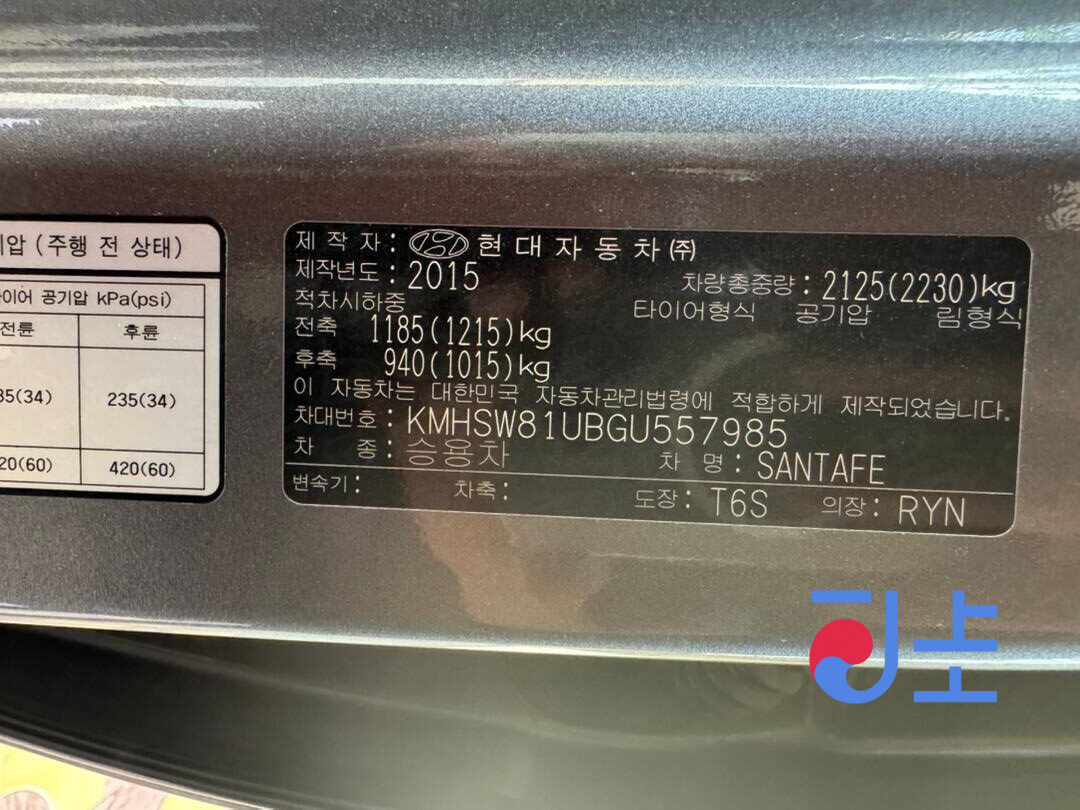 기압 (주행 전 상태)
타이어 공기압 kPa(psi)
전륜 후륜
35(34) 235(34)
20(60) 420(60)
제 작 자 : 현대자동차㈜
제작년도 : 2015 차량총중량 : 2125(2230)kg
적차시하중 타이어형식 공기압 림형식
전축 1185(1215)kg
후축 940(1015)kg
이 자동차는 대한민국 자동차관리법령에 적합하게 제작되었습니다.
차대번호 : KMHSW81UBGU557985
차 종 : 승용차 차 명 : SANTAFE
변속기 : 차축 : 도장 : T6S 의장 : RYN